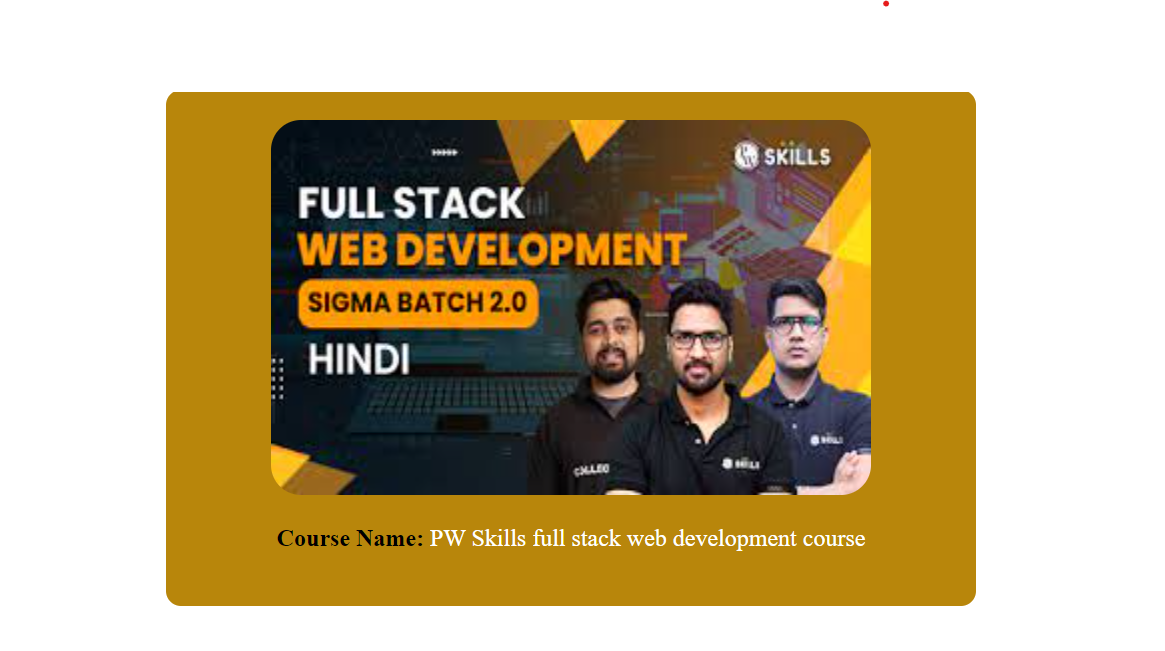 SKILLS
FULL STACK
WEB DEVELOPMENT
SIGMA BATCH 2.0
HINDI
SKILLS
SKILLS
Course Name: PW Skills full stack web development course